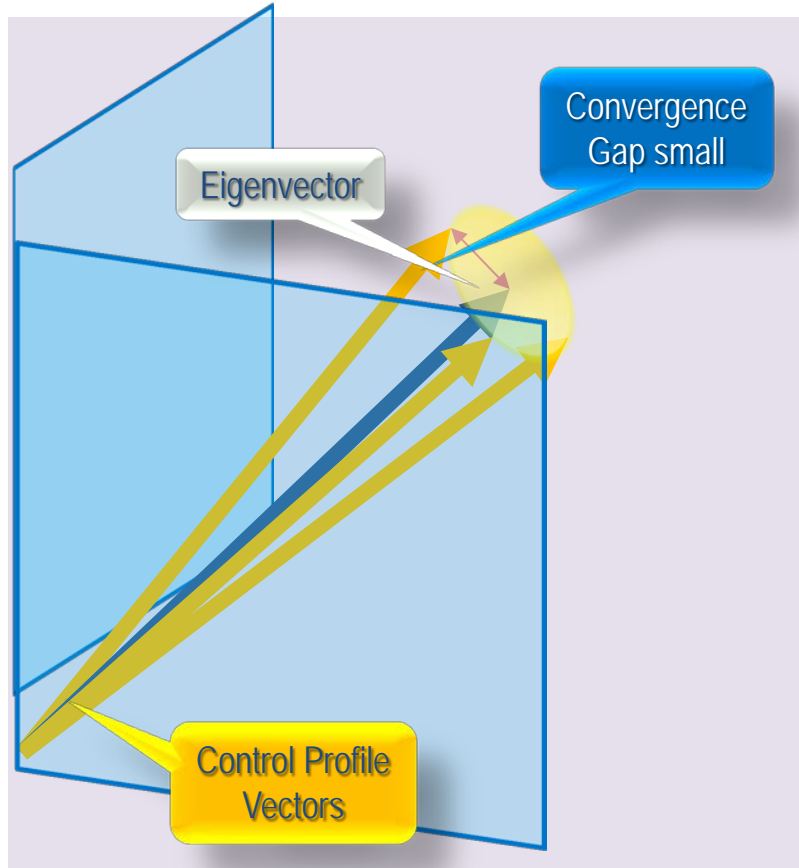 Convergence
Gap small
Eigenvector
Control Profile
Vectors